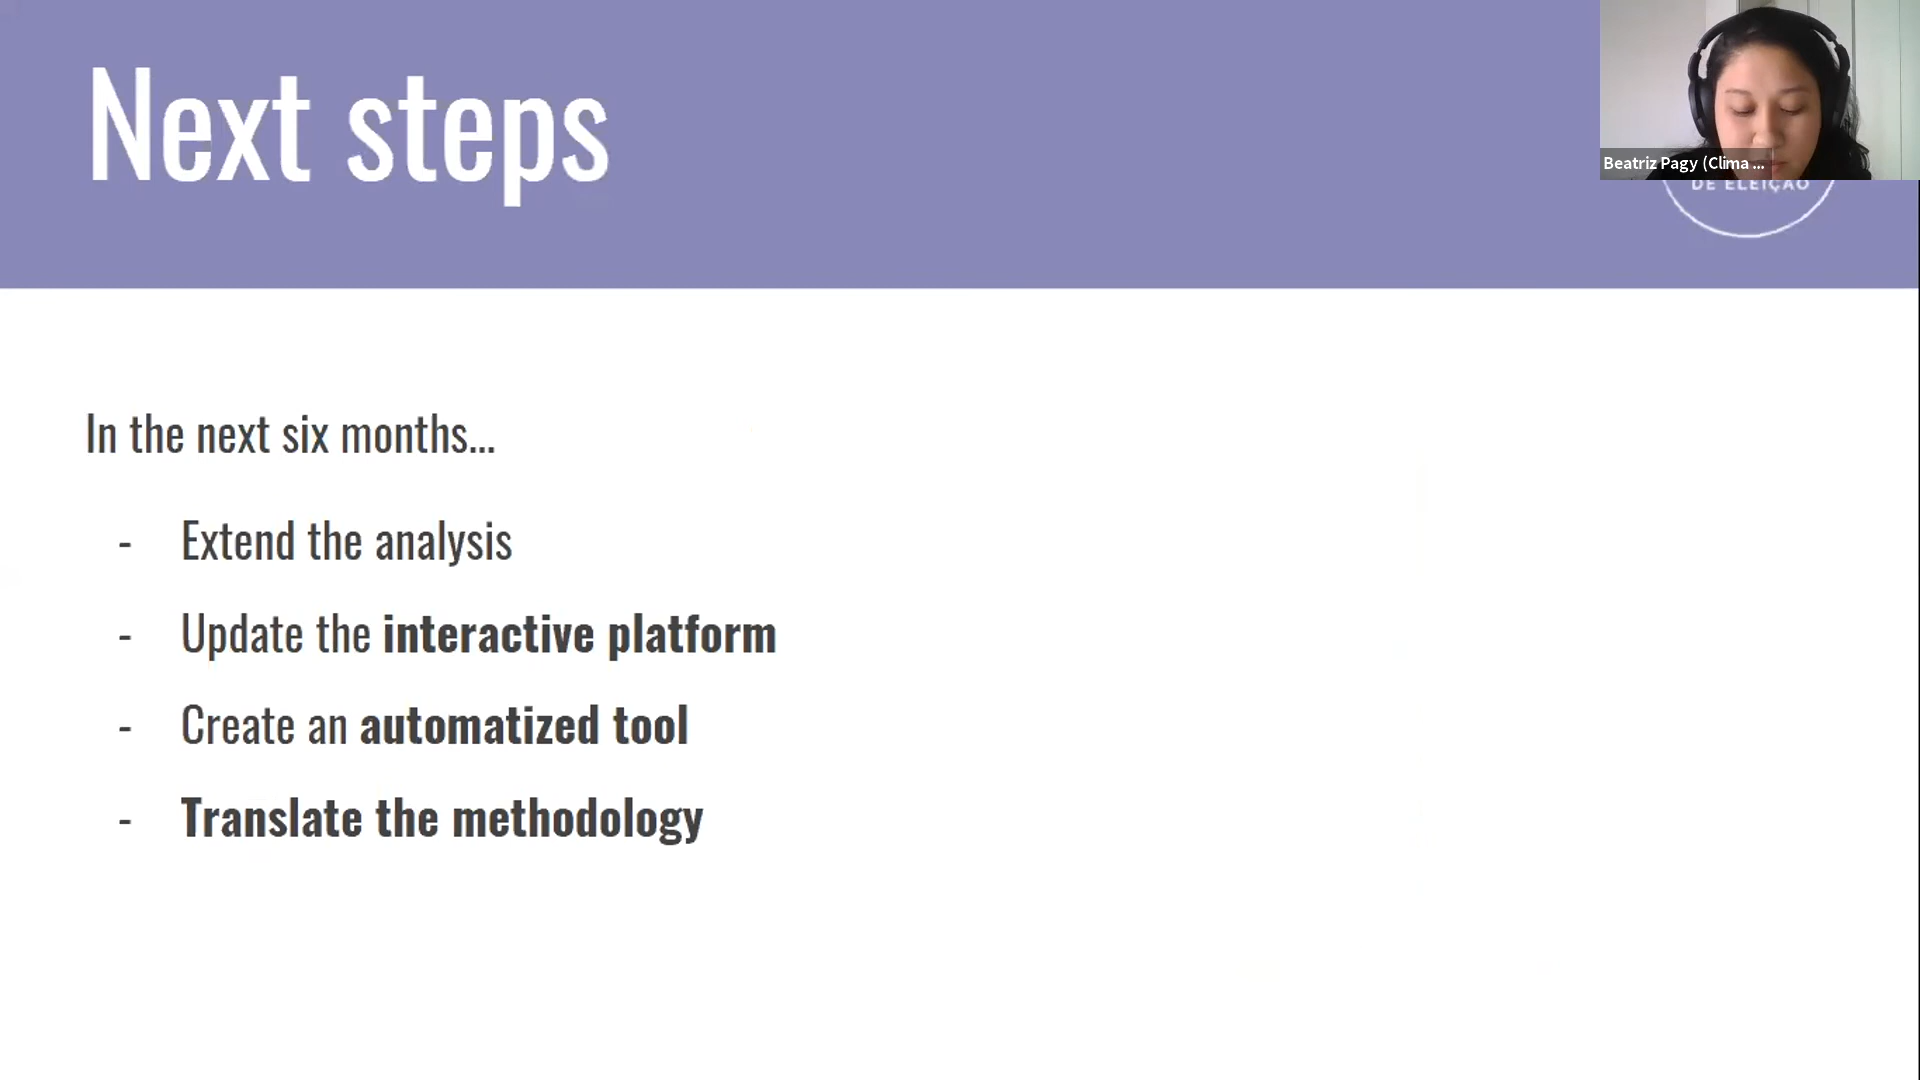 Next steps
Beatriz Pagy (Clima ...
DE ELEIÇÃO
In the next six months...
- Extend the analysis
- Update the interactive platform
- Create an automatized tool
- Translate the methodology